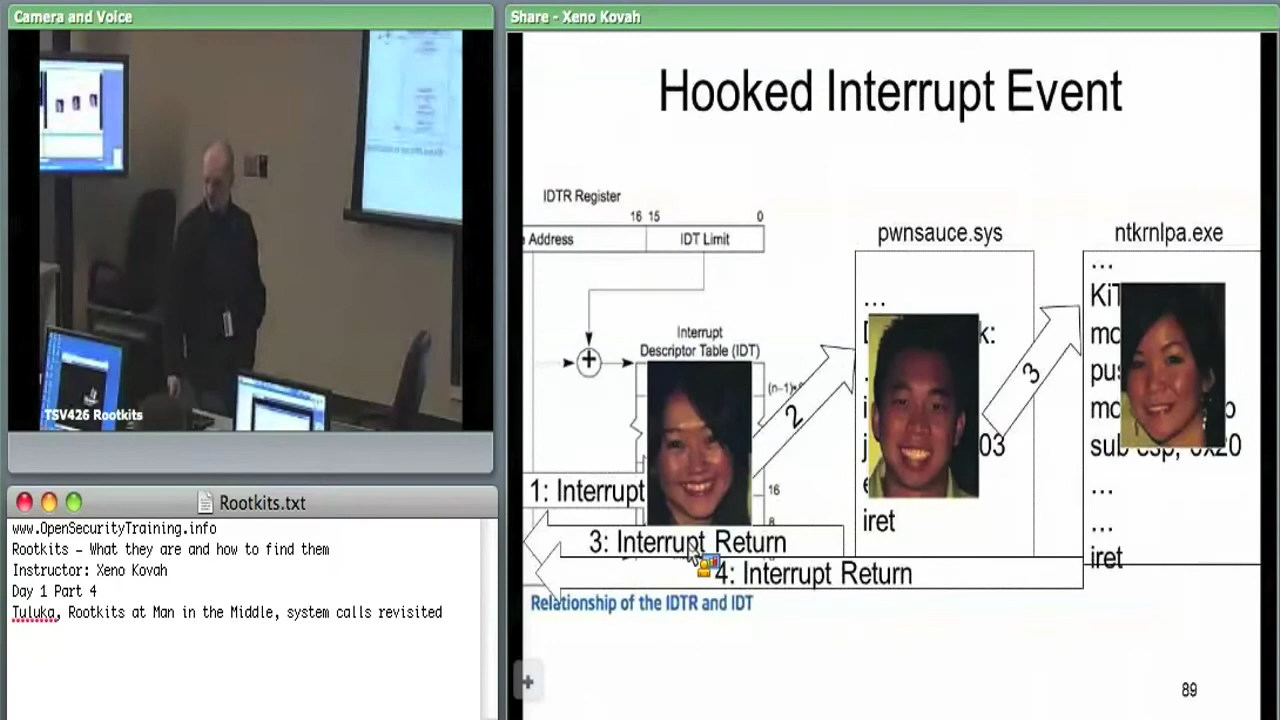 Camera and Voice
TSV426 Rootkits
Rootkits.txt
www.OpenSecurityTraining.info
Rootkits - What they are and how to find them
Instructor: Xeno Kovah
Day 1 Part 4
Tuluka, Rootkits at Man in the Middle, system calls revisited
Share - Xeno Kovah
Hooked Interrupt Event
IDTR Register
16 15 0
Address IDT Limit
+
Interrupt
Descriptor Table (IDT)
16
8
1: Interrupt
2
pwnsauce.sys
...
k:
03
iret
3
ntkrnlpa.exe
...
KiT
mo
pus
mo
sub esp, 0x20
...
...
iret
3: Interrupt Return
4: Interrupt Return
Relationship of the IDTR and IDT
+
89